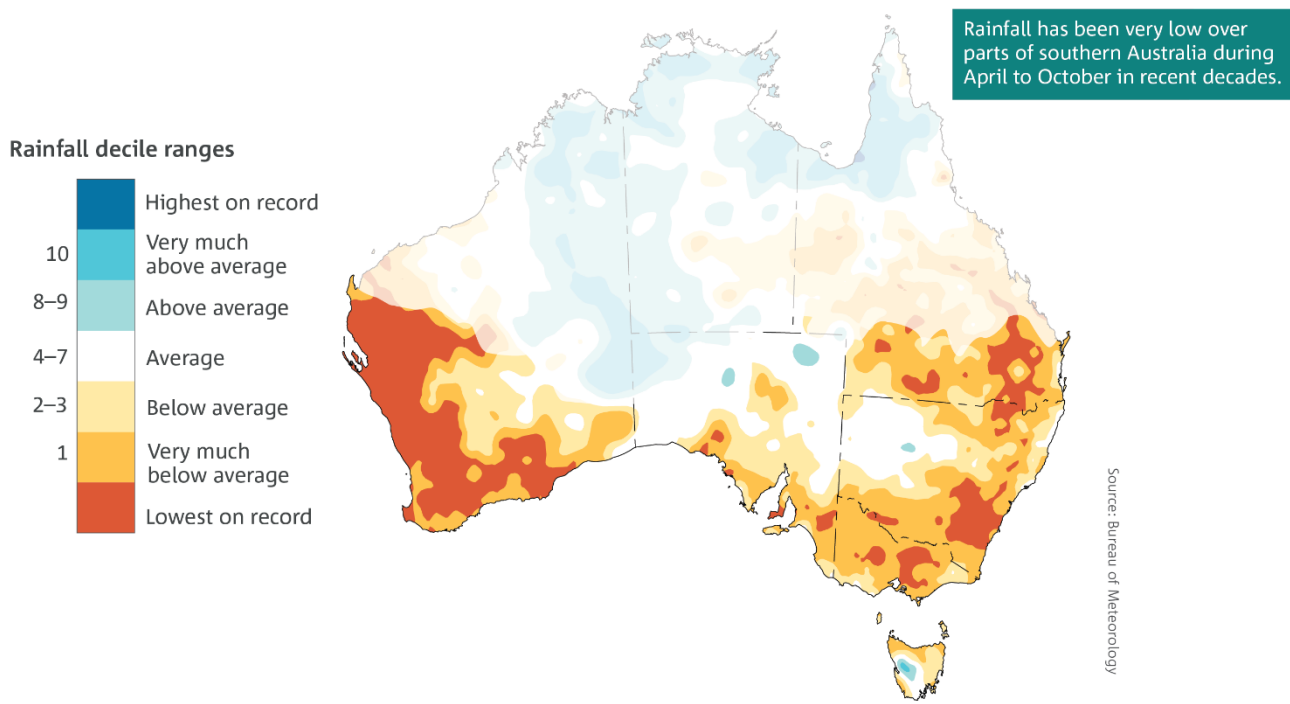 Rainfall has been very low over
parts of southern Australia during
April to October in recent decades.
Rainfall decile ranges
Highest on record
10 Very much
above average
8–9 Above average
4–7 Average
2–3 Below average
1 Very much
below average
Lowest on record
Source: Bureau of Meteorology